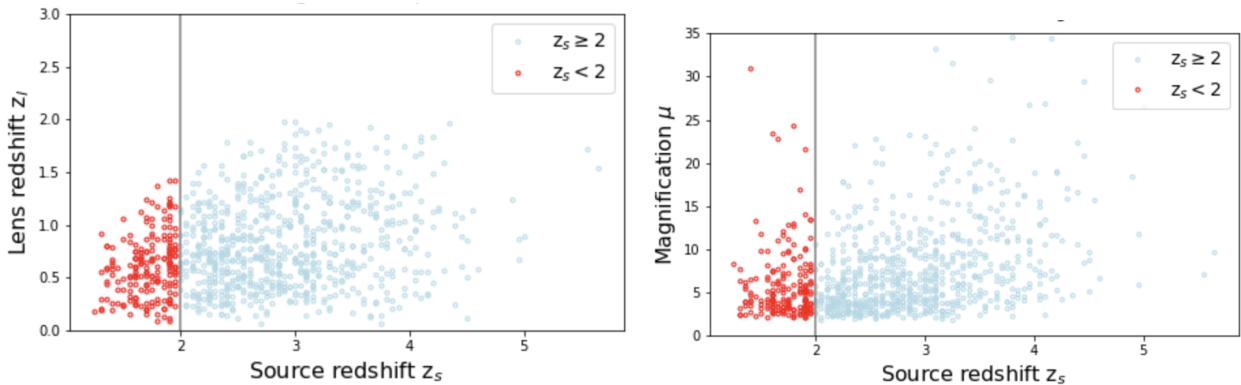 3.0
2.5
2.0
1.5
1.0
0.5
0.0
Lens redshift z_l
z_s ≥ 2
z_s < 2
2
3
4
5
Source redshift z_s
35
30
25
20
15
10
5
0
Magnification μ
z_s ≥ 2
z_s < 2
2
3
4
5
Source redshift z_s